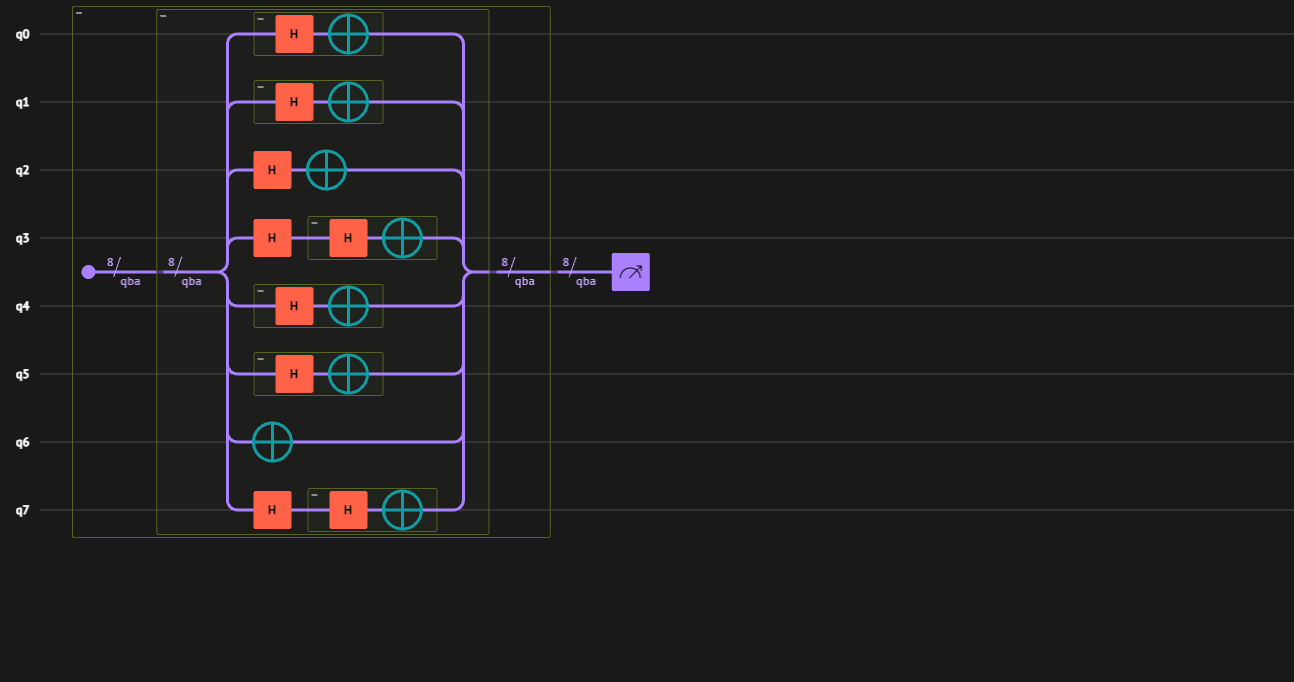 q0 H
q1 H
q2 H
q3 H H
8/ 8/ 8/ 8/
qba qba qba qba
q4 H
q5 H
q6
q7 H H